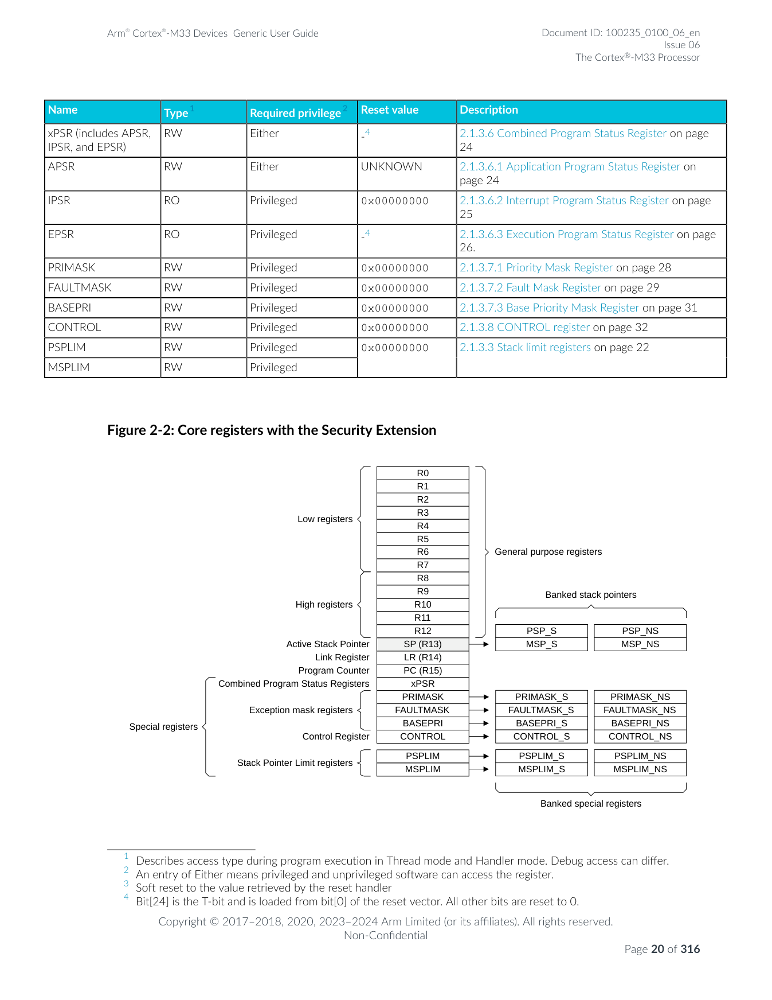 Arm® Cortex®-M33 Devices Generic User Guide
Document ID: 100235_0100_06_en
Issue 06
The Cortex®-M33 Processor
Name Type1 Required privilege2 Reset value Description
xPSR (includes APSR, RW Either -4 2.1.3.6 Combined Program Status Register on page
IPSR, and EPSR) 24
APSR RW Either UNKNOWN 2.1.3.6.1 Application Program Status Register on
page 24
IPSR RO Privileged 0x00000000 2.1.3.6.2 Interrupt Program Status Register on page
25
EPSR RO Privileged -4 2.1.3.6.3 Execution Program Status Register on page
26.
PRIMASK RW Privileged 0x00000000 2.1.3.7.1 Priority Mask Register on page 28
FAULTMASK RW Privileged 0x00000000 2.1.3.7.2 Fault Mask Register on page 29
BASEPRI RW Privileged 0x00000000 2.1.3.7.3 Base Priority Mask Register on page 31
CONTROL RW Privileged 0x00000000 2.1.3.8 CONTROL register on page 32
PSPLIM RW Privileged 0x00000000 2.1.3.3 Stack limit registers on page 22
MSPLIM RW Privileged
Figure 2-2: Core registers with the Security Extension
R0
R1
R2
R3
Low registers
R4
R5
R6
General purpose registers
R7
R8
R9
Banked stack pointers
High registers R10
R11
R12 PSP_S PSP_NS
Active Stack Pointer SP (R13) MSP_S MSP_NS
Link Register LR (R14)
Program Counter PC (R15)
Combined Program Status Registers xPSR
PRIMASK PRIMASK_S PRIMASK_NS
Exception mask registers FAULTMASK FAULTMASK_S FAULTMASK_NS
BASEPRI BASEPRI_S BASEPRI_NS
Special registers
Control Register CONTROL CONTROL_S CONTROL_NS
PSPLIM PSPLIM_S PSPLIM_NS
Stack Pointer Limit registers
MSPLIM MSPLIM_S MSPLIM_NS
Banked special registers
1 Describes access type during program execution in Thread mode and Handler mode. Debug access can differ.
2 An entry of Either means privileged and unprivileged software can access the register.
3 Soft reset to the value retrieved by the reset handler
4 Bit[24] is the T-bit and is loaded from bit[0] of the reset vector. All other bits are reset to 0.
Copyright © 2017–2018, 2020, 2023–2024 Arm Limited (or its affiliates). All rights reserved.
Non-Confidential
Page 20 of 316